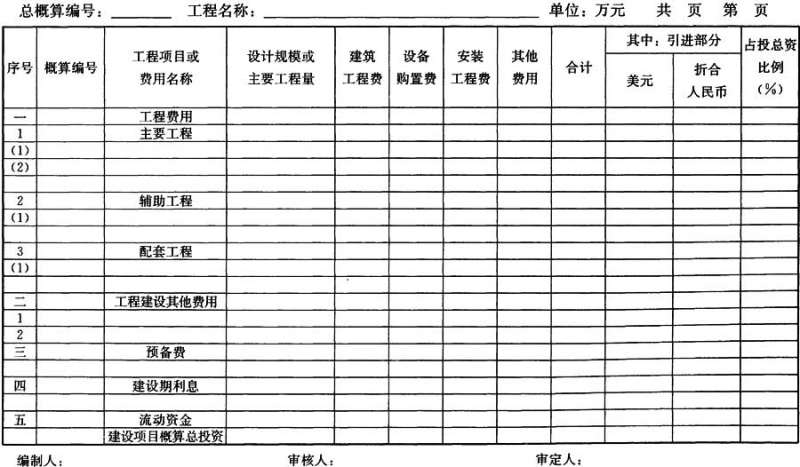 总概算编号：________ 工程名称：________________________ 单位：万元 共 页 第 页
序号 概算编号 工程项目或费用名称 设计规模或主要工程量 建筑工程费 设备购置费 安装工程费 其他费用 合计 其中：引进部分 占投总资比例（%）
美元 折合人民币
一 工程费用
1 主要工程
(1)
(2)
2 辅助工程
(1)
3 配套工程
(1)
二 工程建设其他费用
1
2
三 预备费
四 建设期利息
五 流动资金
建设项目概算总投资
编制人： 审核人： 审定人：